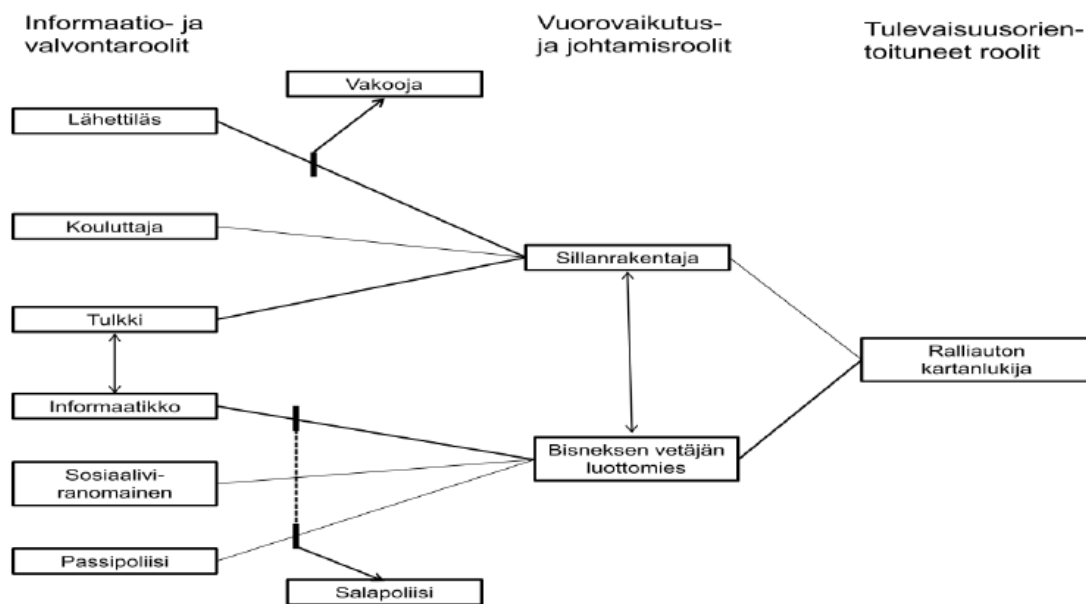 Informaatio- ja
valvontaroolit
Vuorovaikutus-
ja johtamisroolit
Tulevaisuusorien-
toituneet roolit
Vakooja
Lähettiläs
Kouluttaja
Sillanrakentaja
Tulkki
Ralliauton
kartanlukija
Informaatikko
Bisneksen vetäjän
luottomies
Sosiaalivi-
ranomainen
Passipoliisi
Salapoliisi